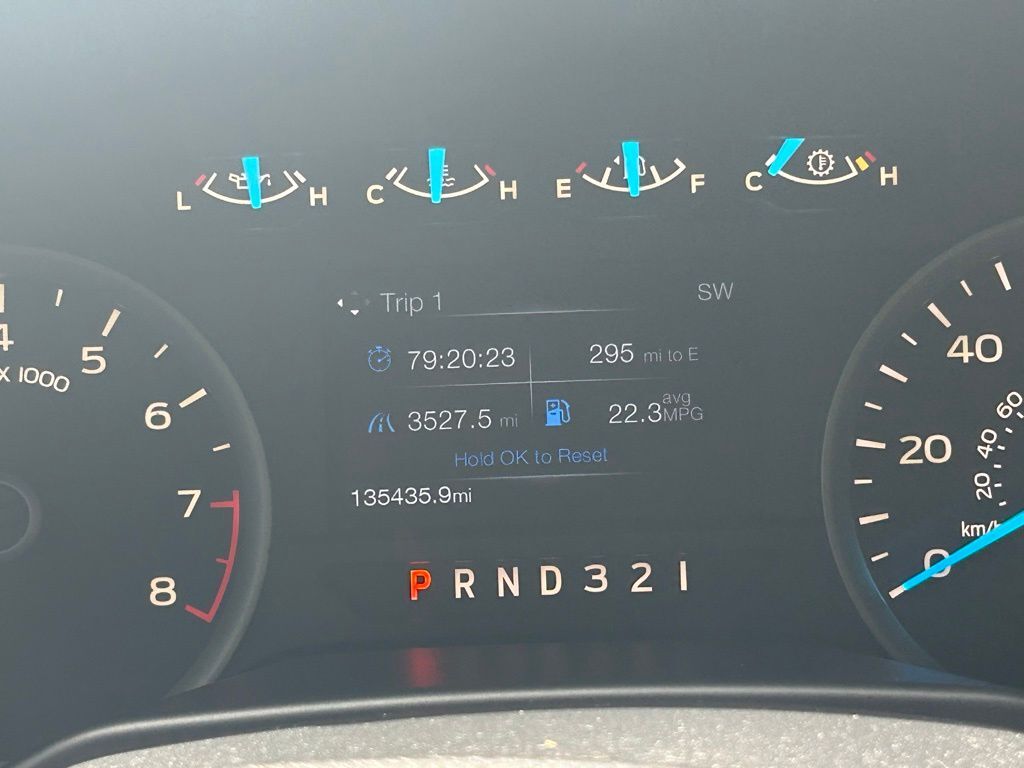 L H C H E F C H
Trip 1 SW
79:20:23 295 mi to E
3527.5 mi 22.3 avg MPG
Hold OK to Reset
135435.9mi
P R N D 3 2 1
4 5 6 7 8
X 1000
0 20 40
20 40 60
km/h